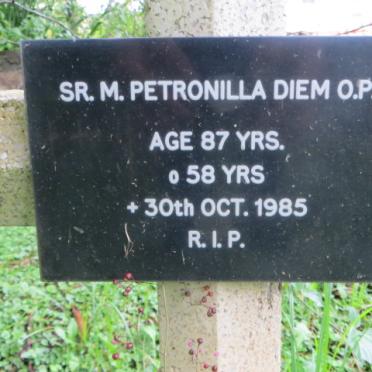 SR. M. PETRONILLA DIEM O.P.
AGE 87 YRS.
o 58 YRS
+ 30th OCT. 1985
R. I. P.